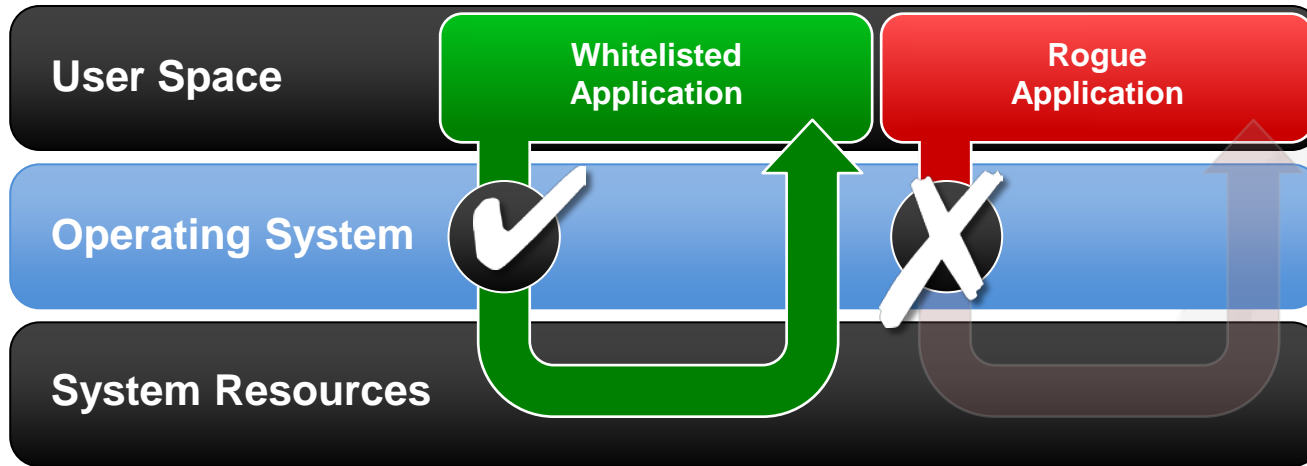 User Space
Whitelisted
Application
Rogue
Application
Operating System
System Resources